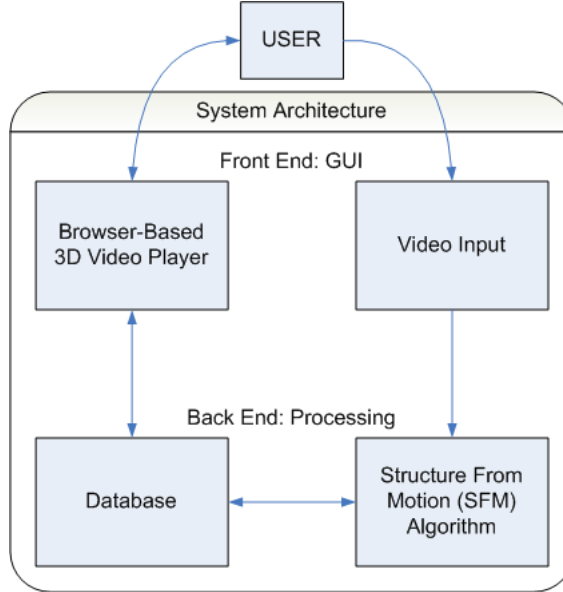 USER
System Architecture
Front End: GUI
Browser-Based
3D Video Player
Video Input
Back End: Processing
Database
Structure From
Motion (SFM)
Algorithm